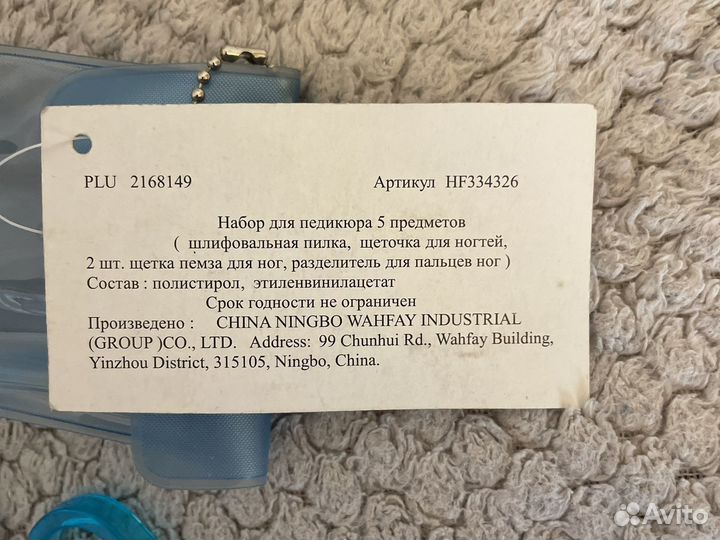 PLU 2168149 Артикул HF334326
Набор для педикюра 5 предметов
( шлифовальная пилка, щеточка для ногтей,
2 шт. щетка пемза для ног, разделитель для пальцев ног )
Состав : полистирол, этиленвинилацетат
Срок годности не ограничен
Произведено : CHINA NINGBO WAHFAY INDUSTRIAL
(GROUP )CO., LTD. Address: 99 Chunhui Rd., Wahfay Building,
Yinzhou District, 315105, Ningbo, China.
Avito